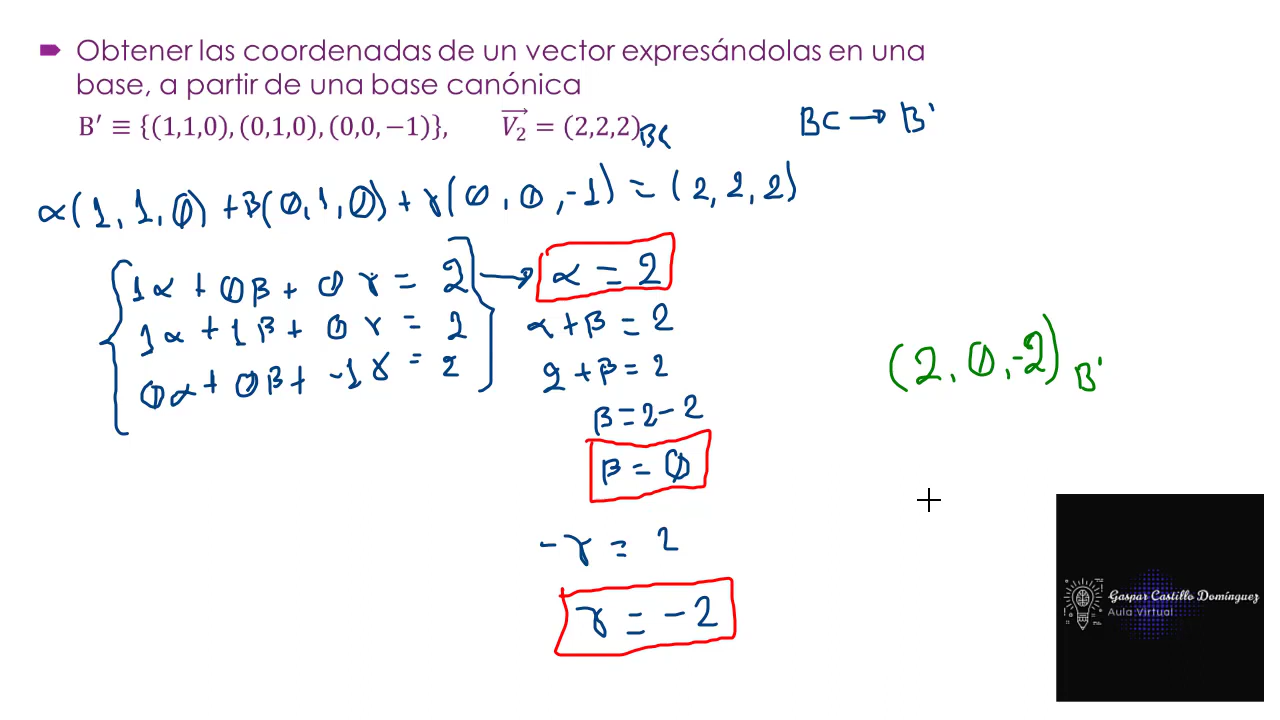 Obtener las coordenadas de un vector expresándolas en una
base, a partir de una base canónica
B′ ≡ {(1,1,0), (0,1,0), (0,0,−1)}, V₂ = (2,2,2) BC
BC → B'
α(1, 1, 0) + β(0, 1, 0) + γ(0, 0, -1) = (2, 2, 2)
1α + 0β + 0γ = 2 → α = 2
1α + 1β + 0γ = 2
0α + 0β + -1γ = 2
α + β = 2
2 + β = 2
β = 2 - 2
β = 0
-γ = 2
γ = -2
(2, 0, -2) B'
Gaspar Castillo Domínguez
Aula Virtual